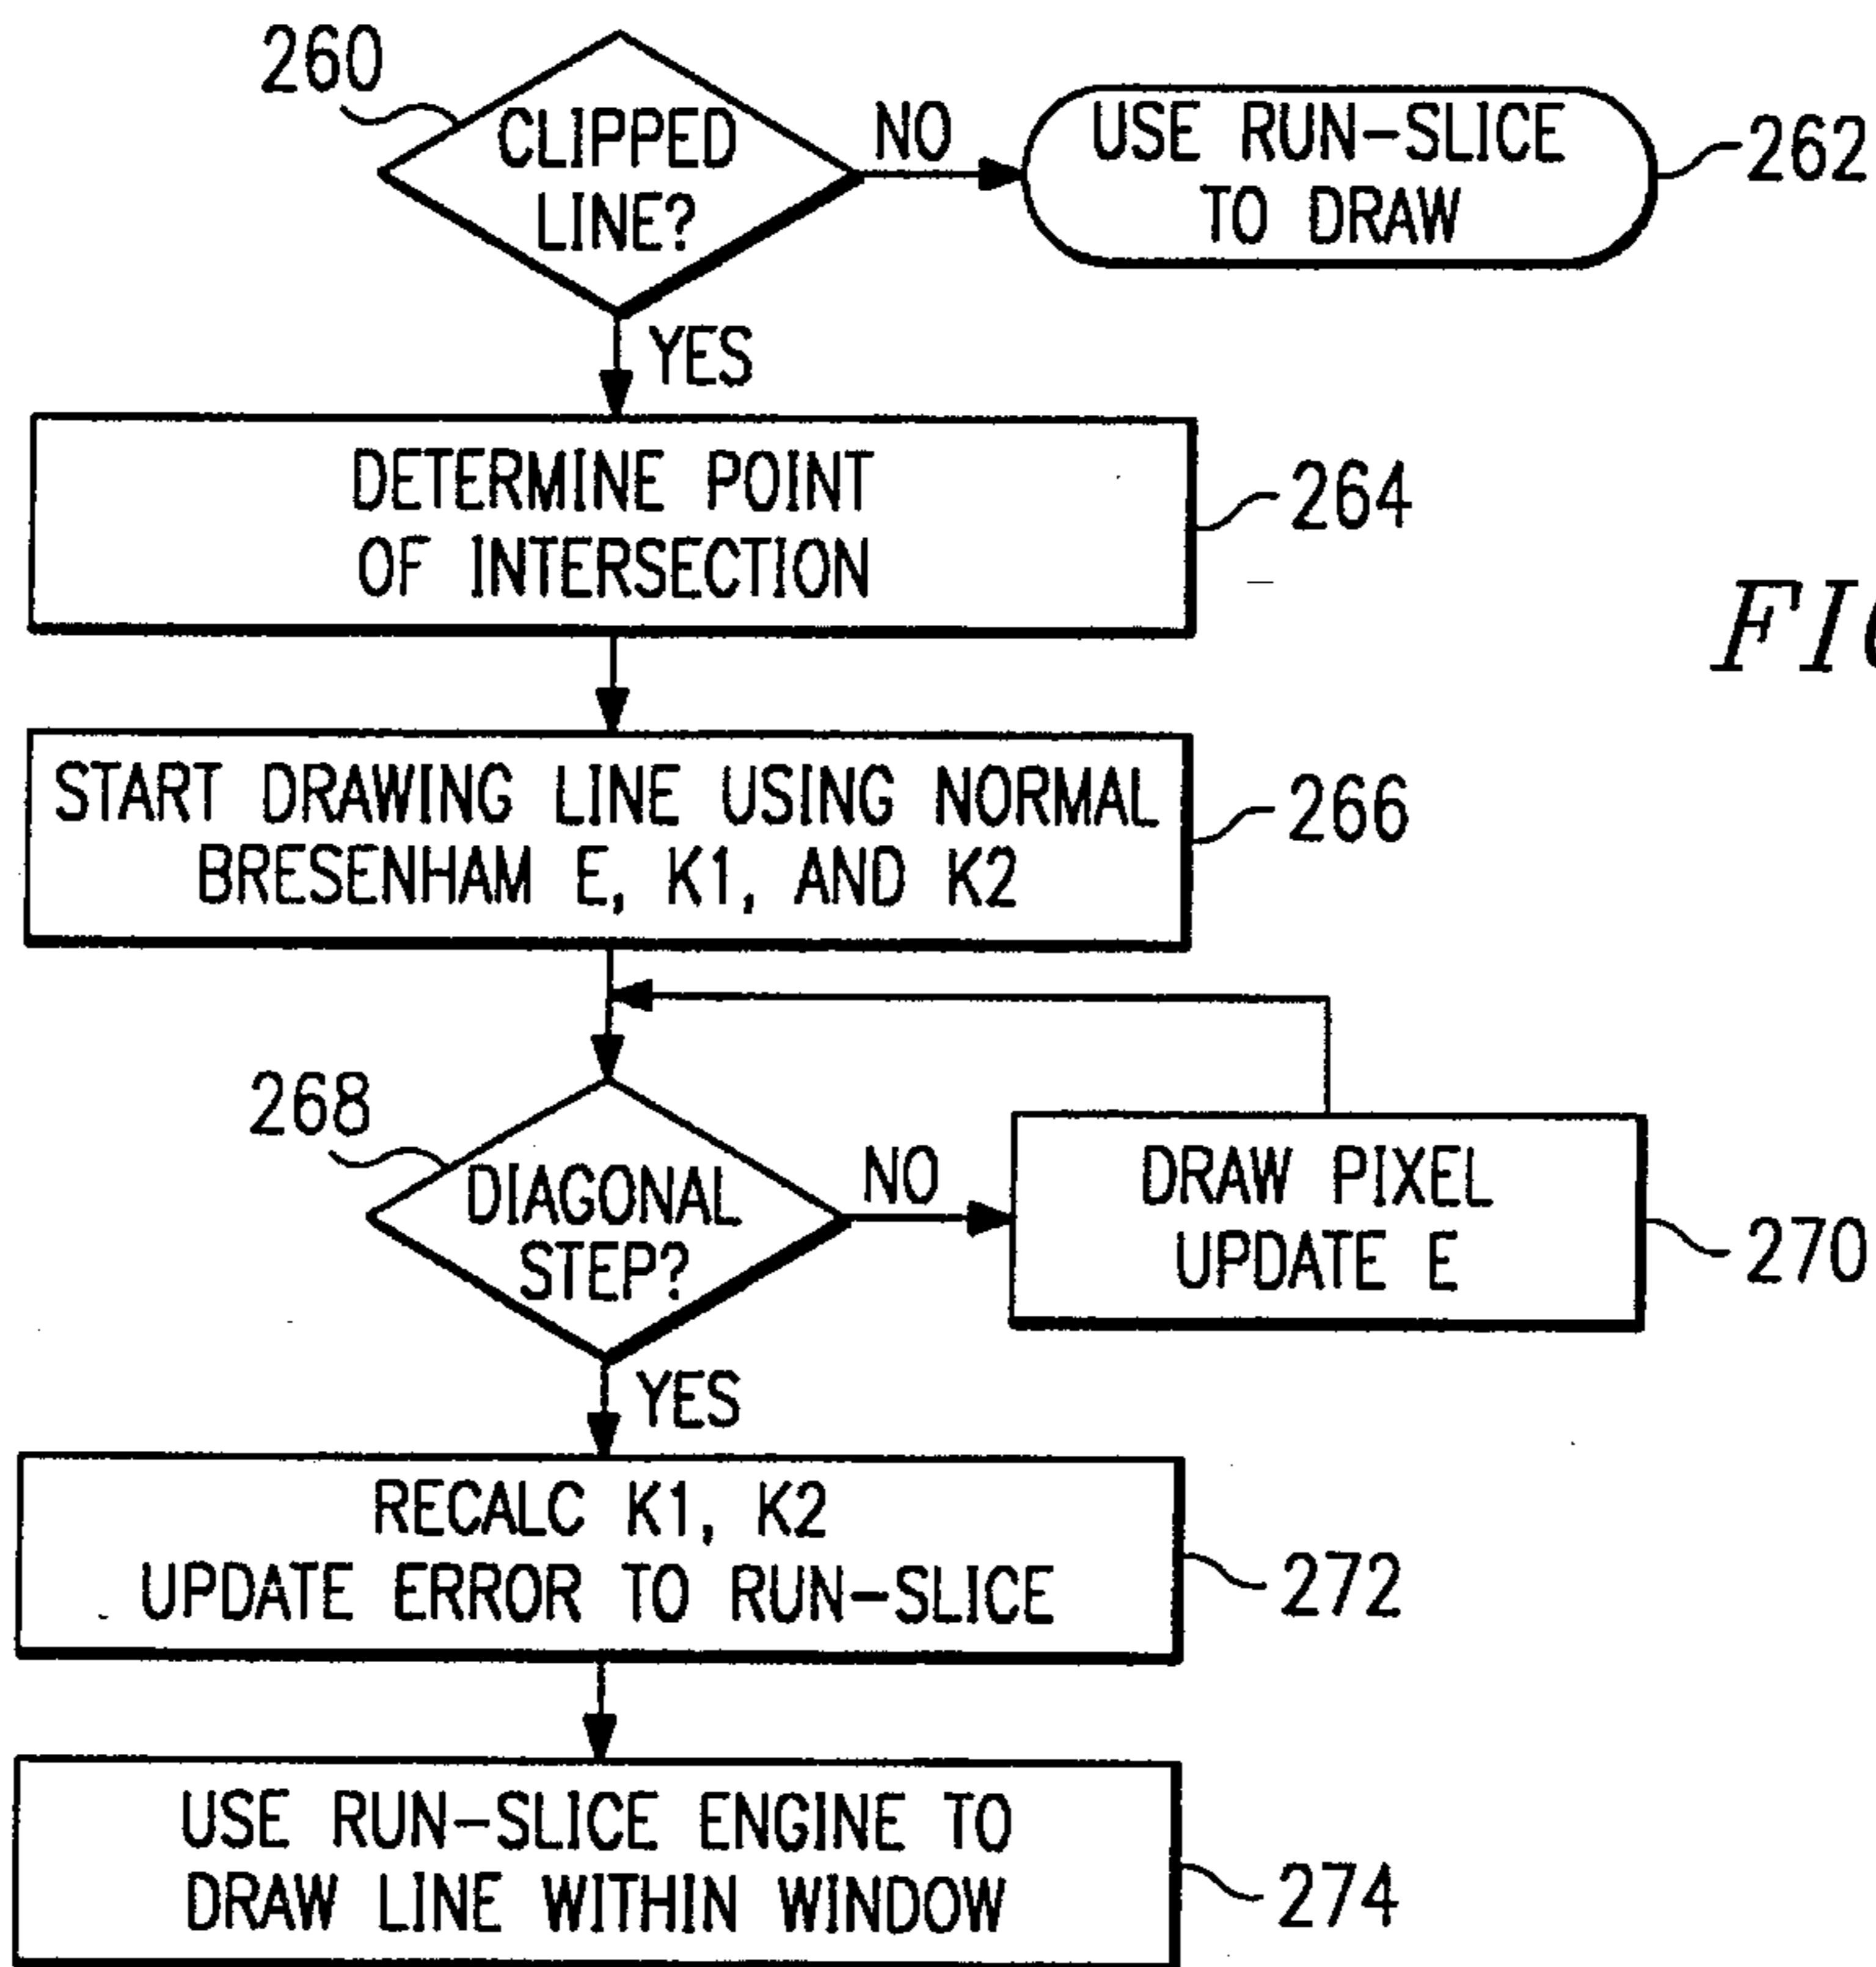 260
CLIPPED
LINE?
NO
USE RUN-SLICE
TO DRAW
262
YES
DETERMINE POINT
OF INTERSECTION
264
START DRAWING LINE USING NORMAL
BRESENHAM E, K1, AND K2
266
268
DIAGONAL
STEP?
NO
DRAW PIXEL
UPDATE E
270
YES
RECALC K1, K2
UPDATE ERROR TO RUN-SLICE
272
USE RUN-SLICE ENGINE TO
DRAW LINE WITHIN WINDOW
274